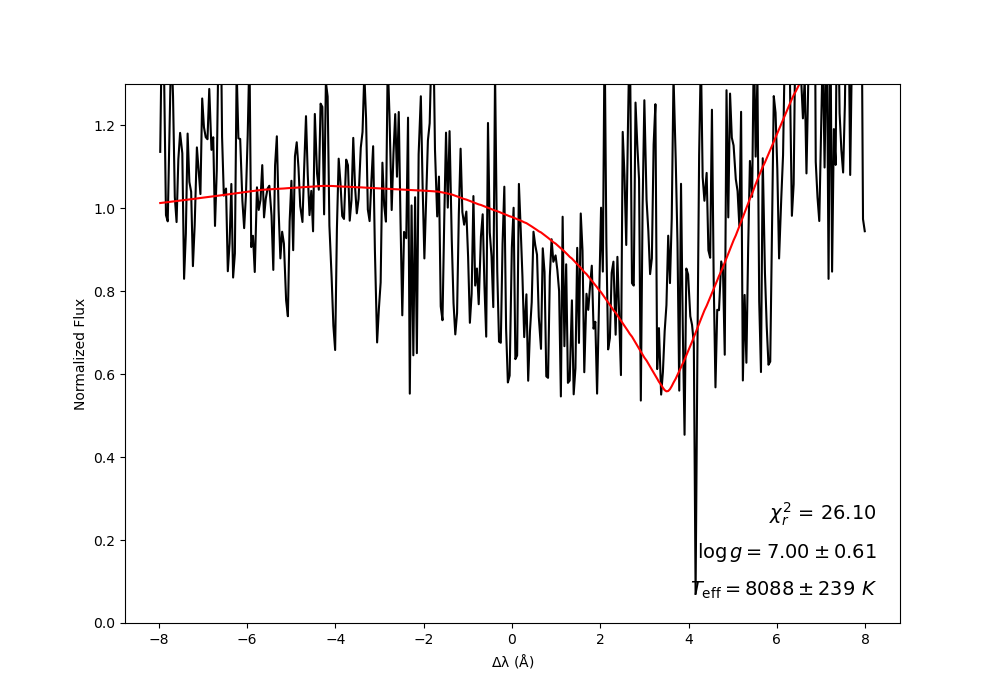 1.2
1.0
0.8
0.6
0.4
0.2
0.0
Normalized Flux
χ²ᵣ = 26.10
log g = 7.00 ± 0.61
T_eff = 8088 ± 239 K
−8 −6 −4 −2 0 2 4 6 8
Δλ (Å)